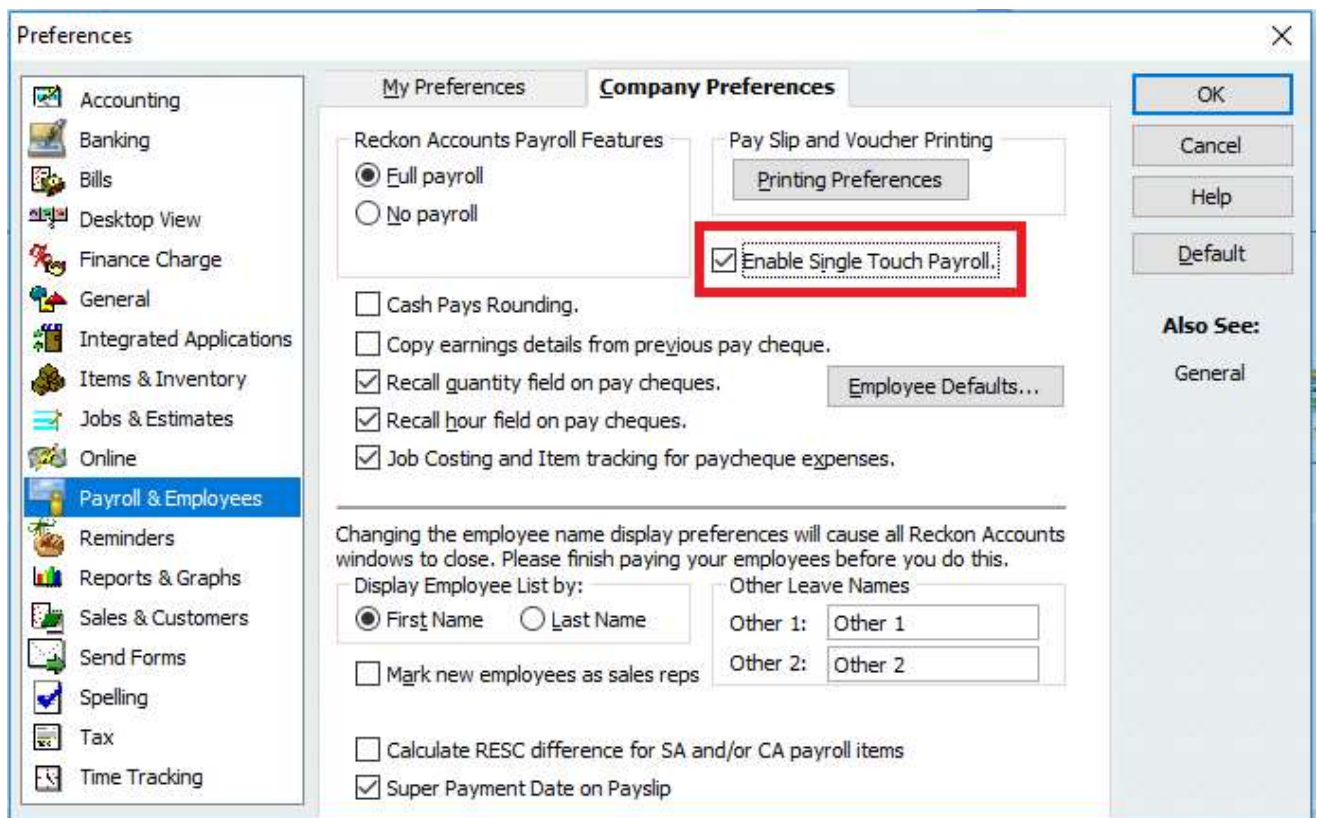 Preferences
Accounting
Banking
Bills
Desktop View
Finance Charge
General
Integrated Applications
Items & Inventory
Jobs & Estimates
Online
Payroll & Employees
Reminders
Reports & Graphs
Sales & Customers
Send Forms
Spelling
Tax
Time Tracking
My Preferences
Company Preferences
Reckon Accounts Payroll Features
Full payroll
No payroll
Pay Slip and Voucher Printing
Printing Preferences
Enable Single Touch Payroll.
Cash Pays Rounding.
Copy earnings details from previous pay cheque.
Recall quantity field on pay cheques.
Employee Defaults...
Recall hour field on pay cheques.
Job Costing and Item tracking for paycheque expenses.
Changing the employee name display preferences will cause all Reckon Accounts
windows to close. Please finish paying your employees before you do this.
Display Employee List by:
First Name
Last Name
Other Leave Names
Other 1: Other 1
Other 2: Other 2
Mark new employees as sales reps
Calculate RESC difference for SA and/or CA payroll items
Super Payment Date on Payslip
OK
Cancel
Help
Default
Also See:
General